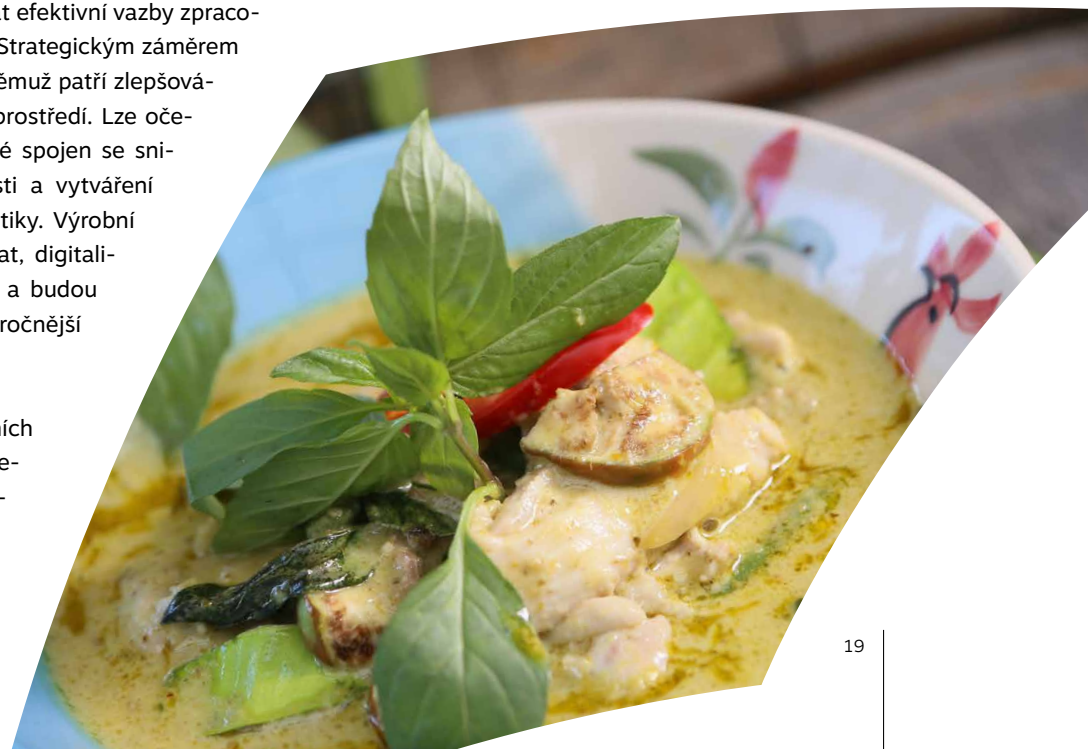 t efektivní vazby zpraco-
Strategickým záměrem
ěmuž patří zlepšová-
prostředí. Lze oče-
é spojen se sni-
sti a vytváření
tiky. Výrobní
at, digitali-
a budou
ročnější
ních
e-
-
19